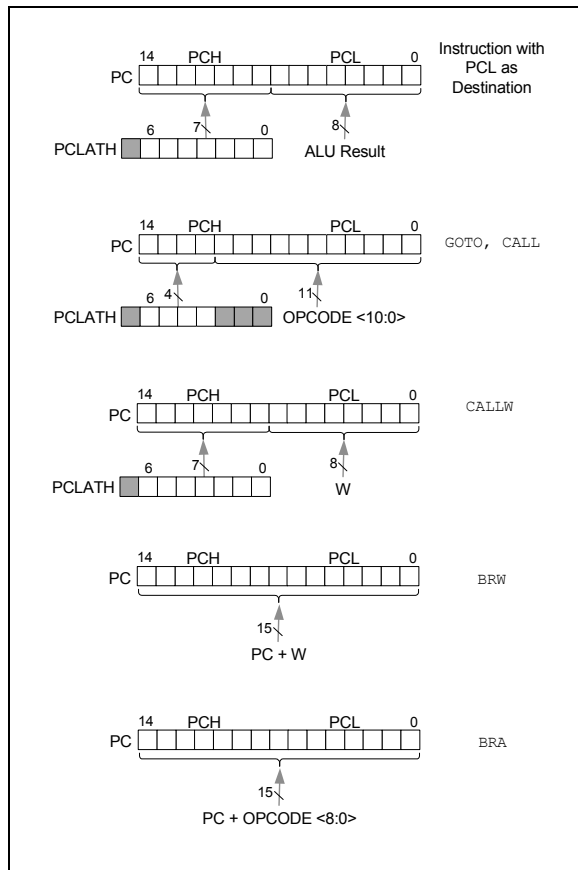 14 PCH PCL 0
PC
Instruction with
PCL as
Destination
6 7 0 8
PCLATH
ALU Result
14 PCH PCL 0
PC
GOTO, CALL
6 4 0 11
PCLATH
OPCODE <10:0>
14 PCH PCL 0
PC
CALLW
6 7 0 8
PCLATH
W
14 PCH PCL 0
PC
BRW
15
PC + W
14 PCH PCL 0
PC
BRA
15
PC + OPCODE <8:0>